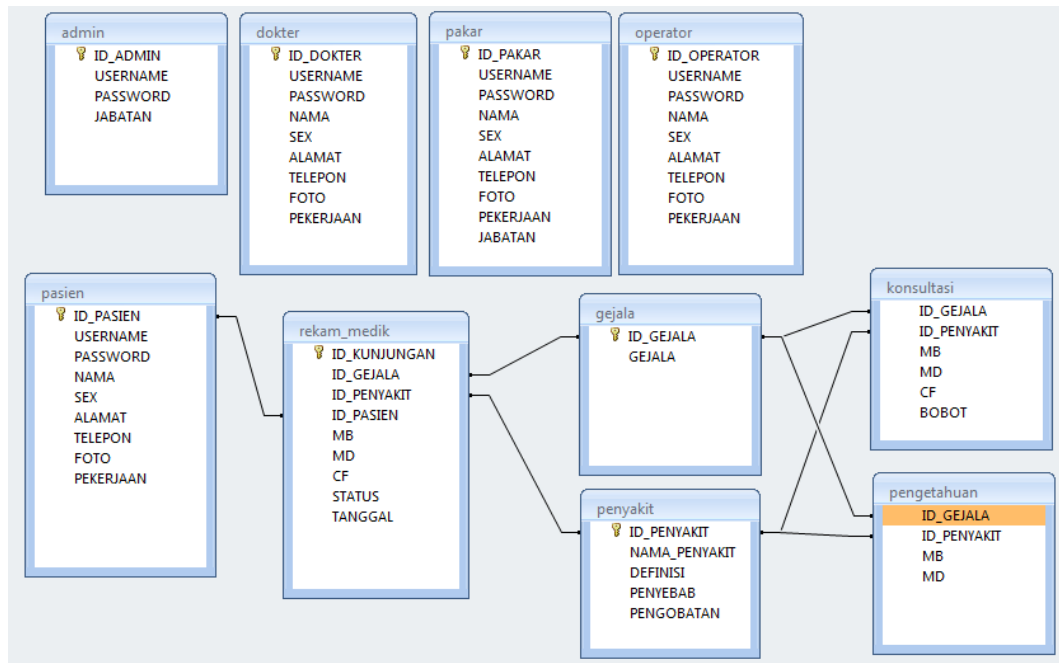 admin
ID_ADMIN
USERNAME
PASSWORD
JABATAN
dokter
ID_DOKTER
USERNAME
PASSWORD
NAMA
SEX
ALAMAT
TELEPON
FOTO
PEKERJAAN
pakar
ID_PAKAR
USERNAME
PASSWORD
NAMA
SEX
ALAMAT
TELEPON
FOTO
PEKERJAAN
JABATAN
operator
ID_OPERATOR
USERNAME
PASSWORD
NAMA
SEX
ALAMAT
TELEPON
FOTO
PEKERJAAN
pasien
ID_PASIEN
USERNAME
PASSWORD
NAMA
SEX
ALAMAT
TELEPON
FOTO
PEKERJAAN
rekam_medik
ID_KUNJUNGAN
ID_GEJALA
ID_PENYAKIT
ID_PASIEN
MB
MD
CF
STATUS
TANGGAL
gejala
ID_GEJALA
GEJALA
penyakit
ID_PENYAKIT
NAMA_PENYAKIT
DEFINISI
PENYEBAB
PENGOBATAN
konsultasi
ID_GEJALA
ID_PENYAKIT
MB
MD
CF
BOBOT
pengetahuan
ID_GEJALA
ID_PENYAKIT
MB
MD